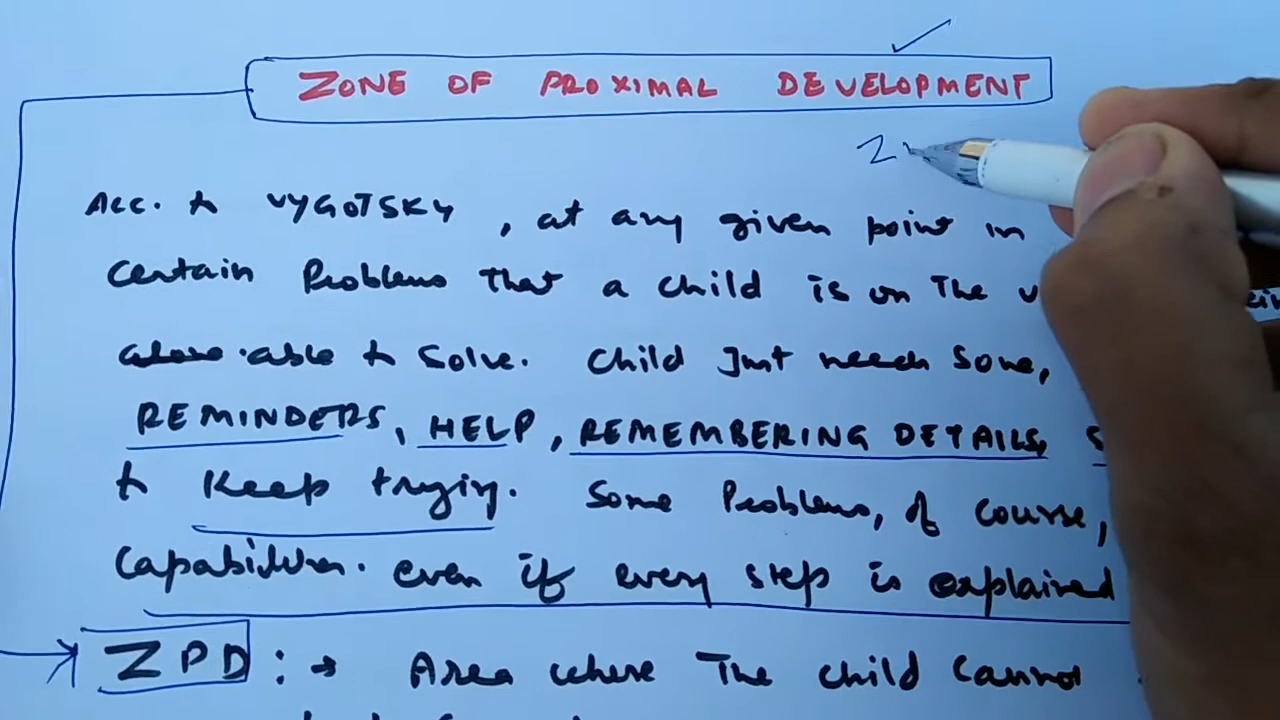 ZONE OF PROXIMAL DEVELOPMENT
Z
Acc. to VYGOTSKY, at any given point in
Certain Problems That a child is on The
able to Solve. Child Just needs Some,
REMINDERS, HELP, REMEMBERING DETAILS, S
to Keep trying. Some Problems, of course,
Capabilities. even if every step is explained
ZPD : → Area where The child cannot